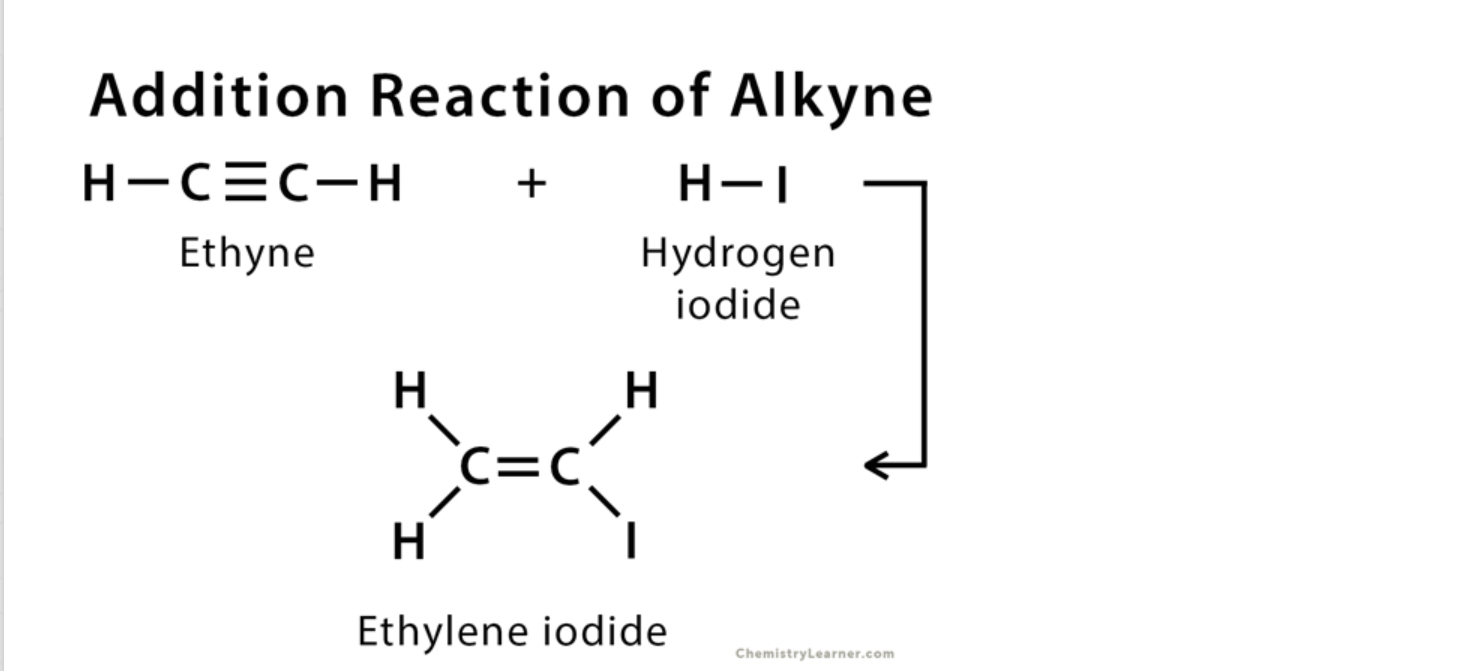 Addition Reaction of Alkyne
H—C≡C—H + H—I
Ethyne Hydrogen
iodide
H H
C=C
H I
Ethylene iodide
ChemistryLearner.com